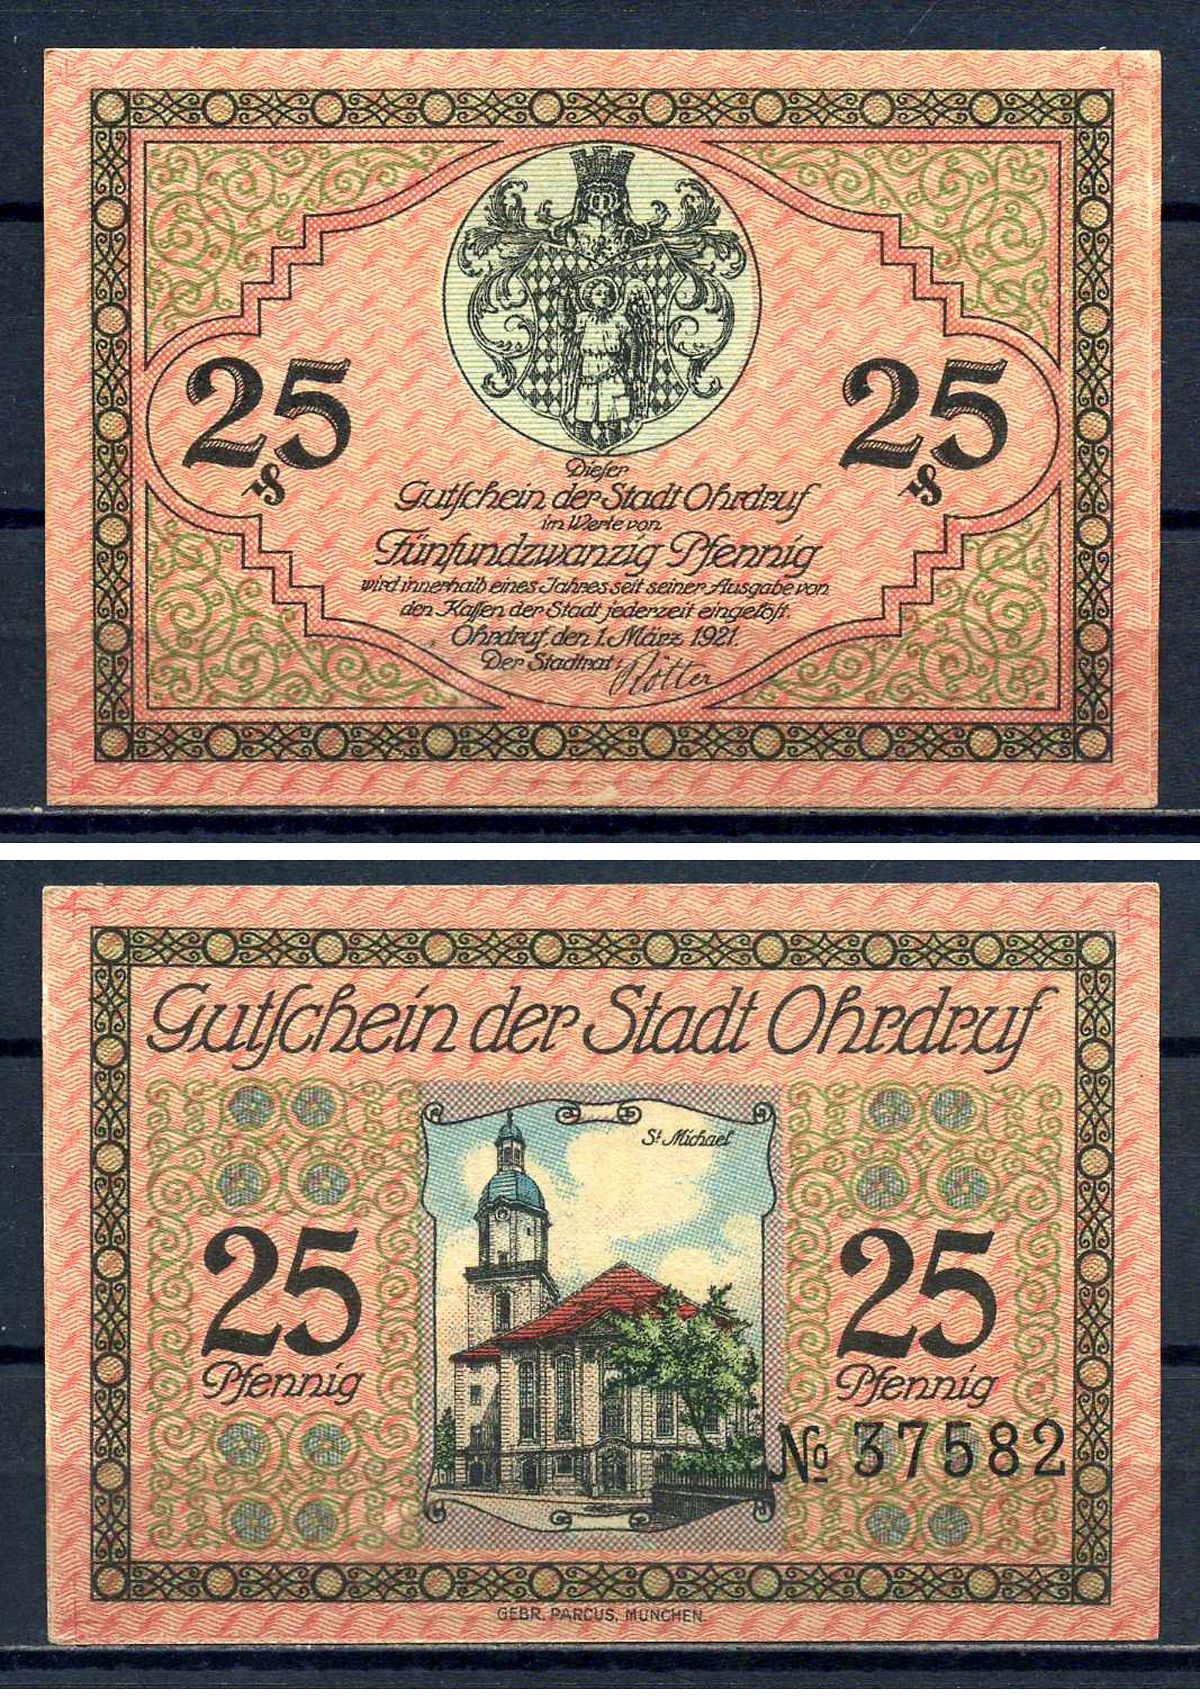 25 25
₰ ₰
Dieser
Gutſchein der Stadt Ohrdruf
im Werte von
Fünfundzwanzig Pfennig
wird innerhalb eines Jahres seit seiner Ausgabe von
den Kaſſen der Stadt jederzeit eingelöſt.
Ohrdruf den 1. März 1921.
Der Stadtrat:
Gutſchein der Stadt Ohrdruf
St Michael
25 25
Pfennig Pfennig
No 37582
GEBR. PARCUS, MÜNCHEN.